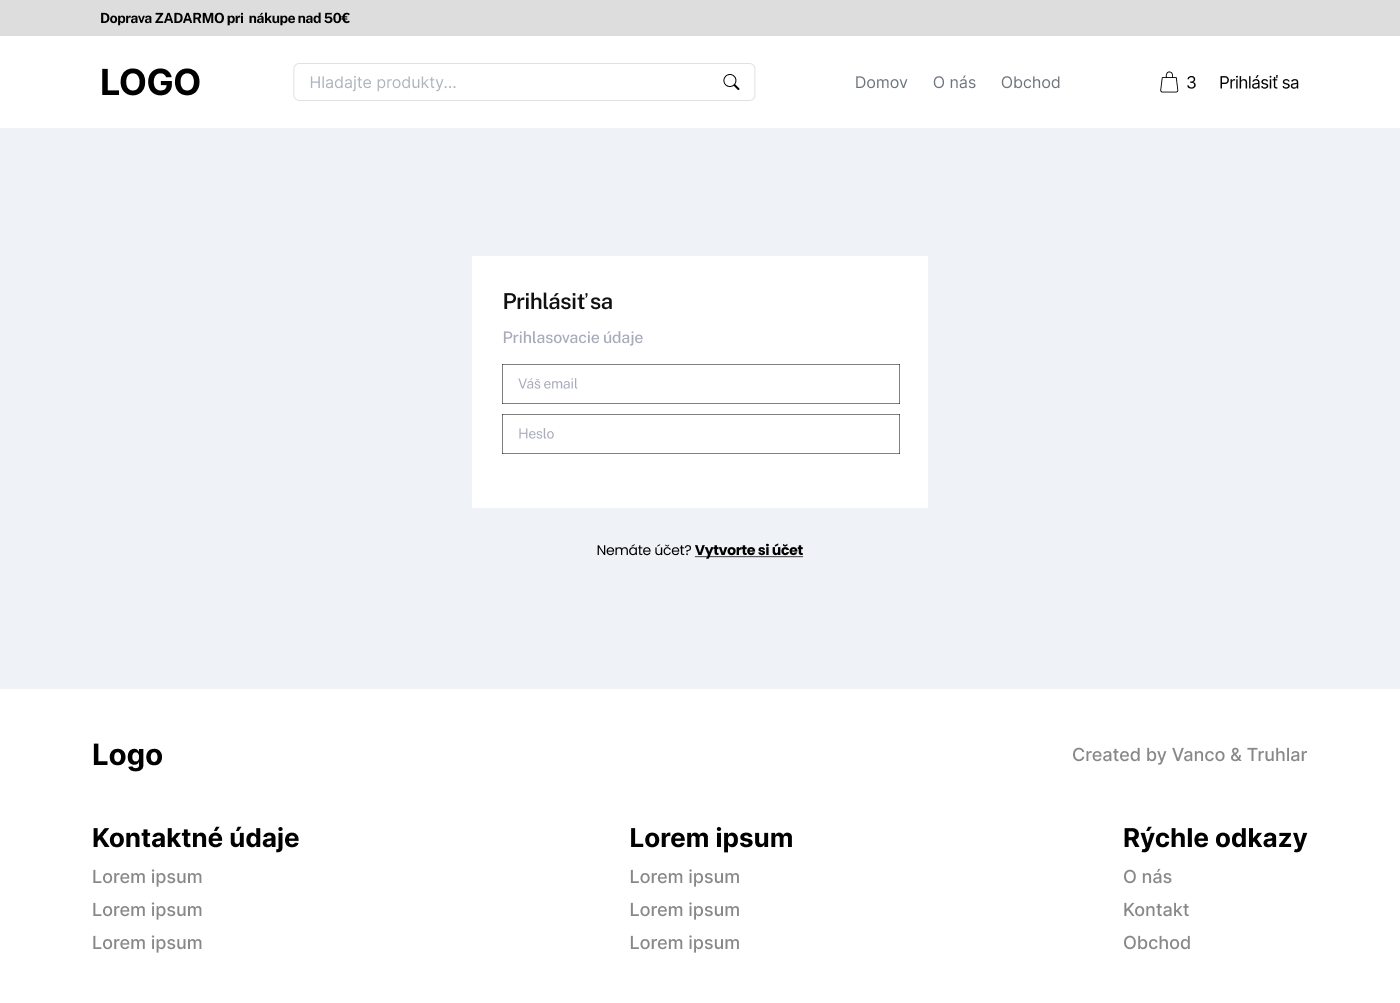 Doprava ZADARMO pri nákupe nad 50€
LOGO
Hladajte produkty...
Domov
O nás
Obchod
3
Prihlásiť sa
Prihlásiť sa
Prihlasovacie údaje
Váš email
Heslo
Nemáte účet? Vytvorte si účet
Logo
Created by Vanco & Truhlar
Kontaktné údaje
Lorem ipsum
Lorem ipsum
Lorem ipsum
Lorem ipsum
Lorem ipsum
Lorem ipsum
Lorem ipsum
Rýchle odkazy
O nás
Kontakt
Obchod